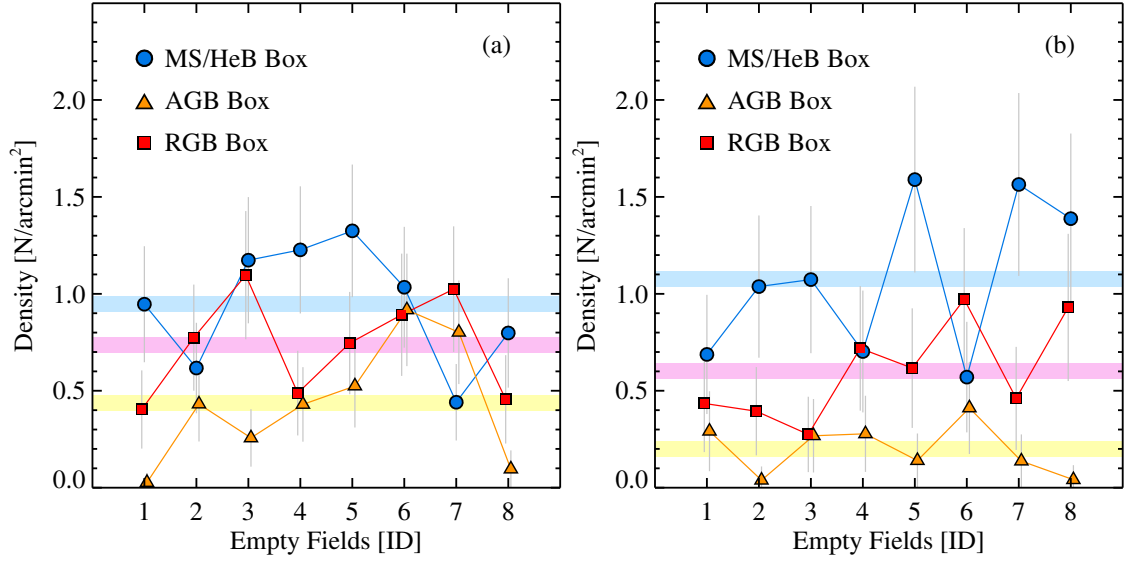 (a)
MS/HeB Box
AGB Box
RGB Box
Density [N/arcmin²]
2.0
1.5
1.0
0.5
0.0
1 2 3 4 5 6 7 8
Empty Fields [ID]
(b)
MS/HeB Box
AGB Box
RGB Box
Density [N/arcmin²]
2.0
1.5
1.0
0.5
0.0
1 2 3 4 5 6 7 8
Empty Fields [ID]